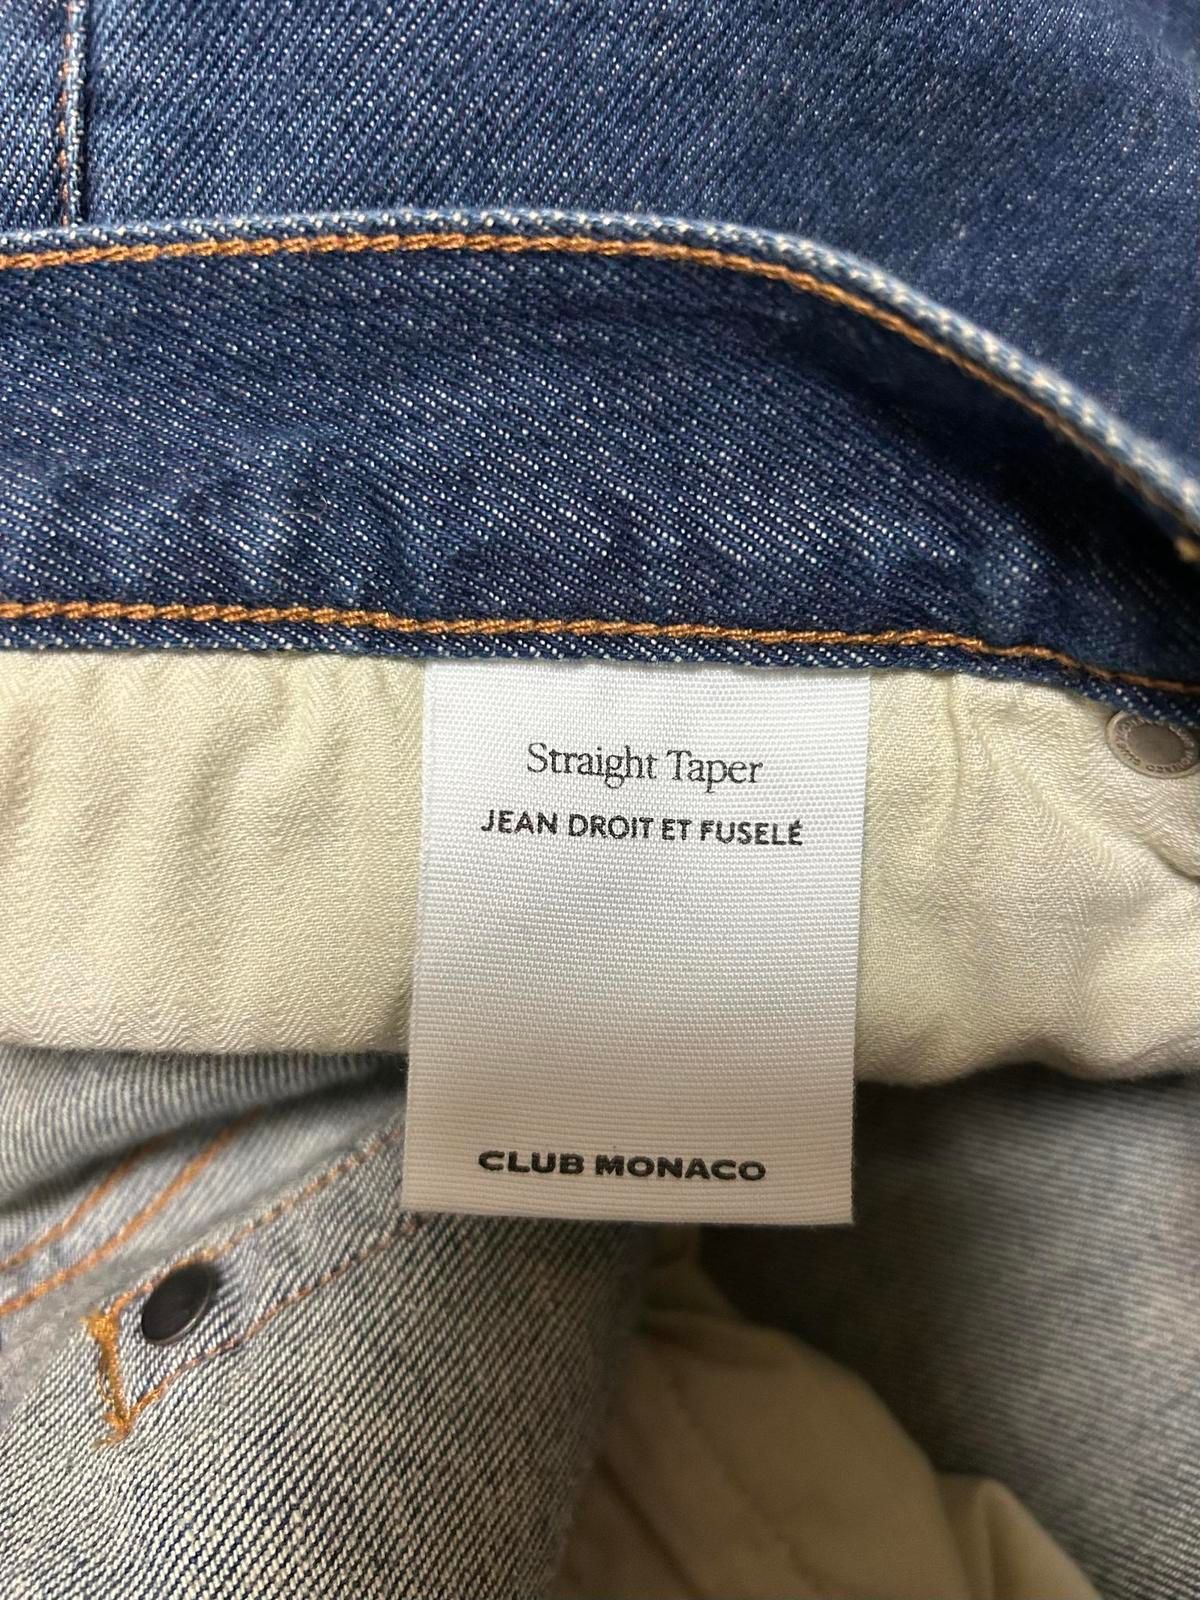 Straight Taper
JEAN DROIT ET FUSELÉ
CLUB MONACO